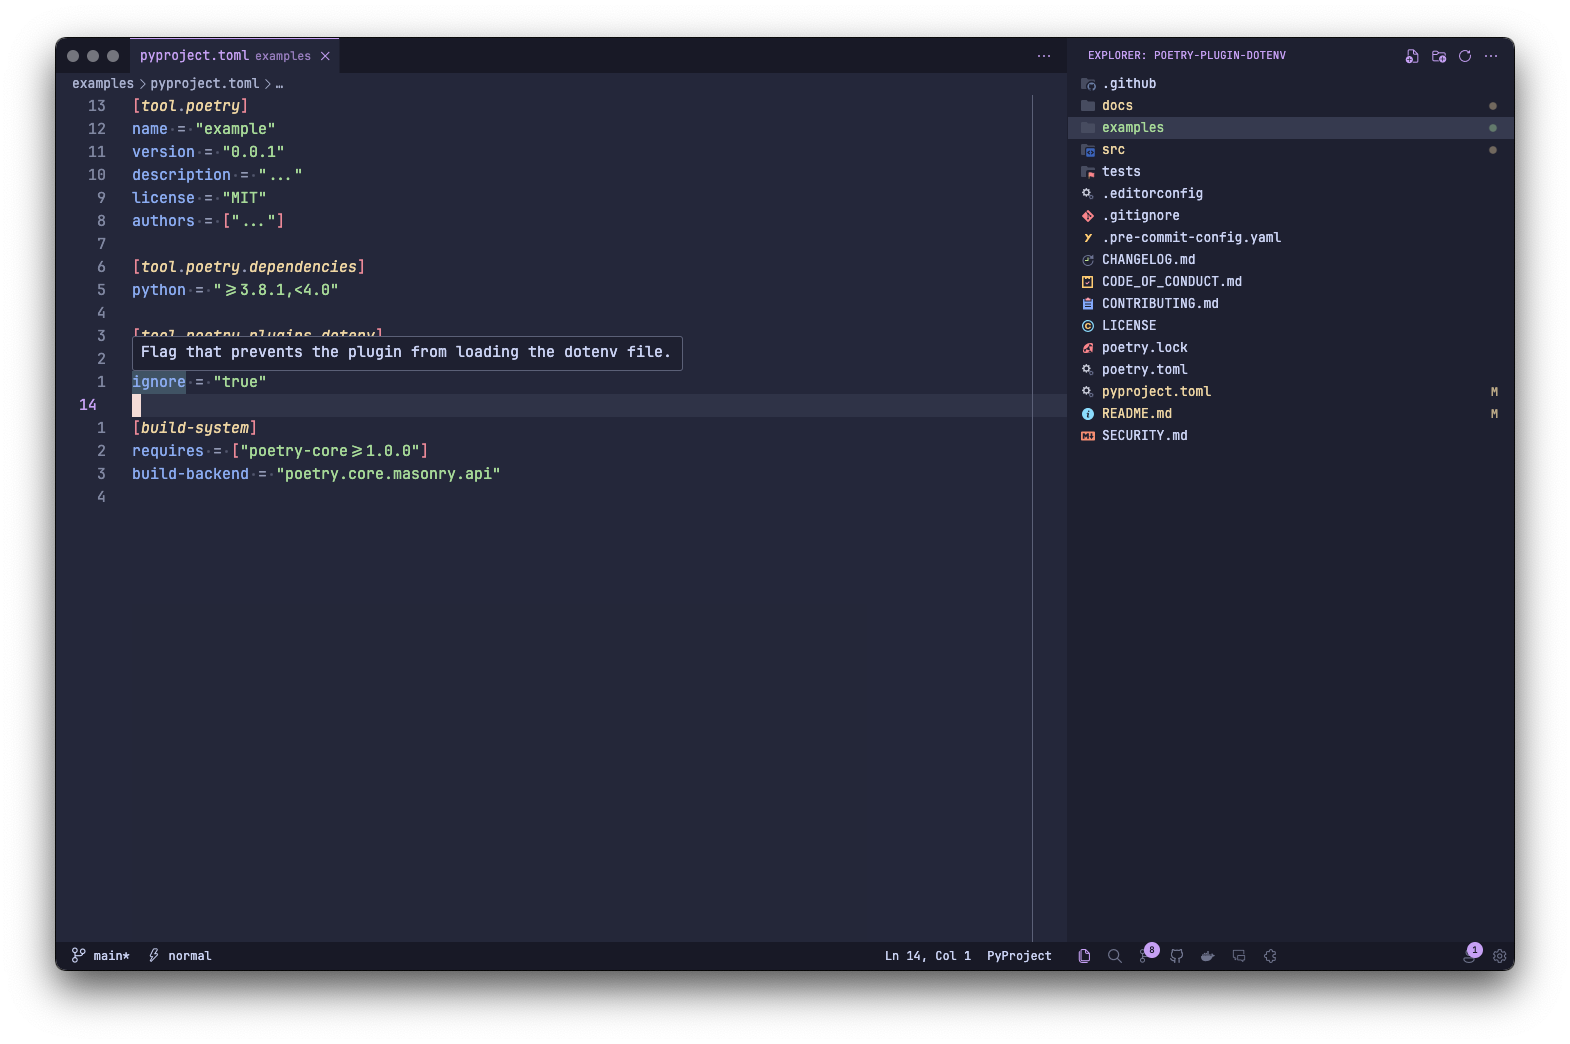 pyproject.toml examples
examples > pyproject.toml > …
13 [tool.poetry]
12 name = "example"
11 version = "0.0.1"
10 description = "..."
9 license = "MIT"
8 authors = ["..."]
7
6 [tool.poetry.dependencies]
5 python = ">=3.8.1,<4.0"
4
3 [tool.poetry.plugins.dotenv]
2
Flag that prevents the plugin from loading the dotenv file.
1 ignore = "true"
14
1 [build-system]
2 requires = ["poetry-core>=1.0.0"]
3 build-backend = "poetry.core.masonry.api"
4
EXPLORER: POETRY-PLUGIN-DOTENV
.github
docs
examples
src
tests
.editorconfig
.gitignore
.pre-commit-config.yaml
CHANGELOG.md
CODE_OF_CONDUCT.md
CONTRIBUTING.md
LICENSE
poetry.lock
poetry.toml
pyproject.toml M
README.md M
SECURITY.md
main* normal
Ln 14, Col 1 PyProject
8
1